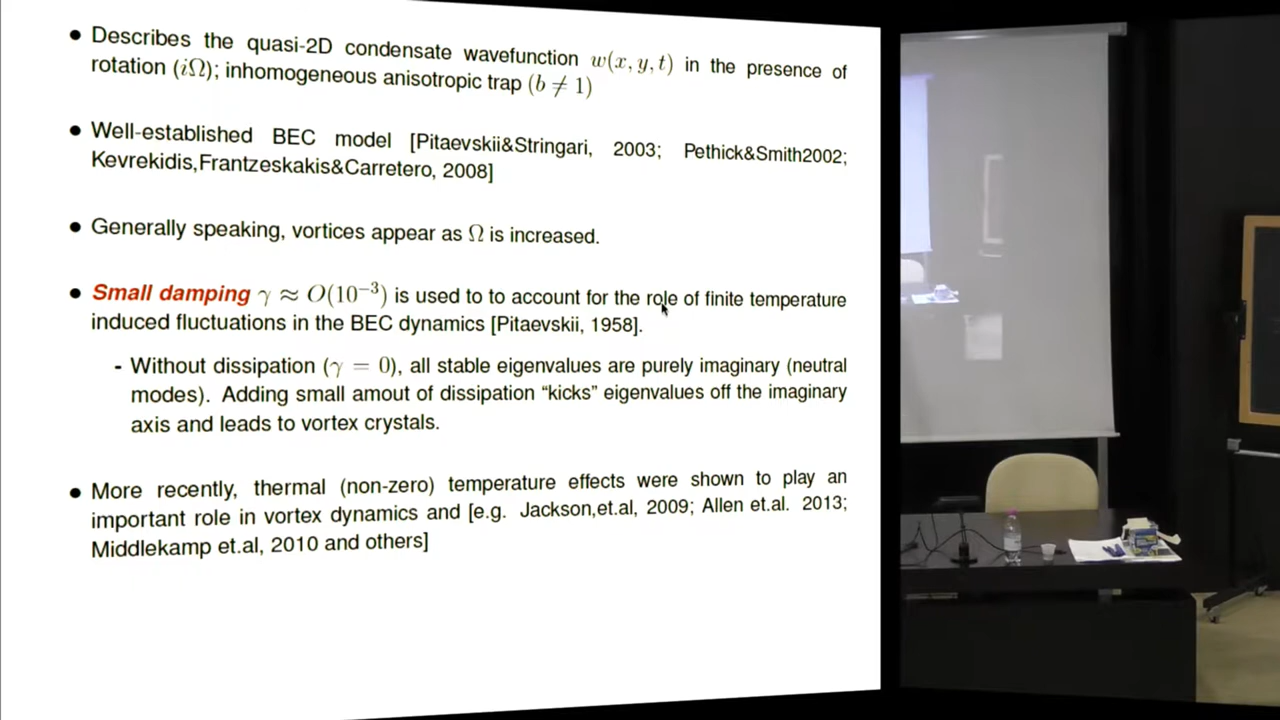 • Describes the quasi-2D condensate wavefunction w(x, y, t) in the presence of
rotation (iΩ); inhomogeneous anisotropic trap (b ≠ 1)
• Well-established BEC model [Pitaevskii&Stringari, 2003; Pethick&Smith2002;
Kevrekidis,Frantzeskakis&Carretero, 2008]
• Generally speaking, vortices appear as Ω is increased.
• Small damping γ ≈ O(10⁻³) is used to to account for the role of finite temperature
induced fluctuations in the BEC dynamics [Pitaevskii, 1958].
- Without dissipation (γ = 0), all stable eigenvalues are purely imaginary (neutral
modes). Adding small amout of dissipation “kicks” eigenvalues off the imaginary
axis and leads to vortex crystals.
• More recently, thermal (non-zero) temperature effects were shown to play an
important role in vortex dynamics and [e.g. Jackson,et.al, 2009; Allen et.al. 2013;
Middlekamp et.al, 2010 and others]